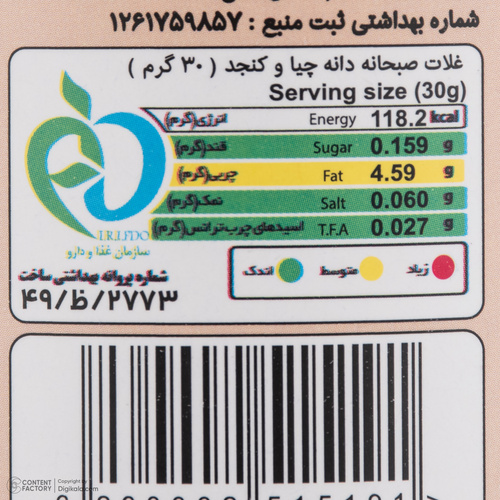 شماره بهداشتی ثبت منبع : ۱۲۶۱۷۵۹۸۵۷
غلات صبحانه دانه چیا و کنجد ( ۳۰ گرم )
Serving size (30g)
انرژی(گرم) Energy 118.2 kcal
قند(گرم) Sugar 0.159 g
چربی(گرم) Fat 4.59 g
نمک(گرم) Salt 0.060 g
اسیدهای چرب ترانس(گرم) T.F.A 0.027 g
I.R.I.FDO
سازمان غذا و دارو
زیاد متوسط اندک
شماره پروانه بهداشتی ساخت
۴۹/ظ/۲۷۷۳
CONTENT FACTORY
Digikala.com